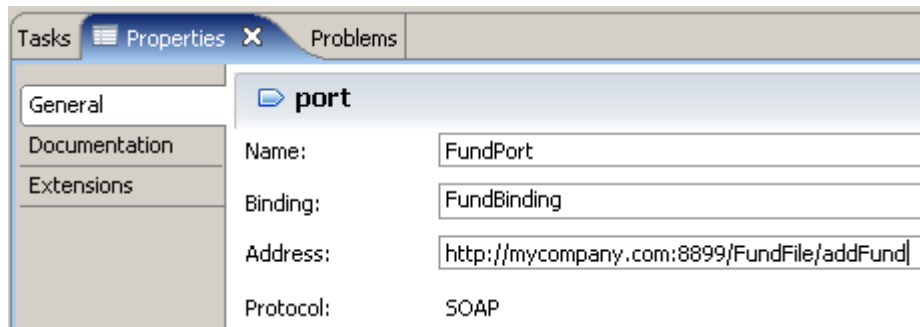 Tasks Properties Problems
General
port
Documentation
Name: FundPort
Extensions
Binding: FundBinding
Address: http://mycompany.com:8899/FundFile/addFund
Protocol: SOAP